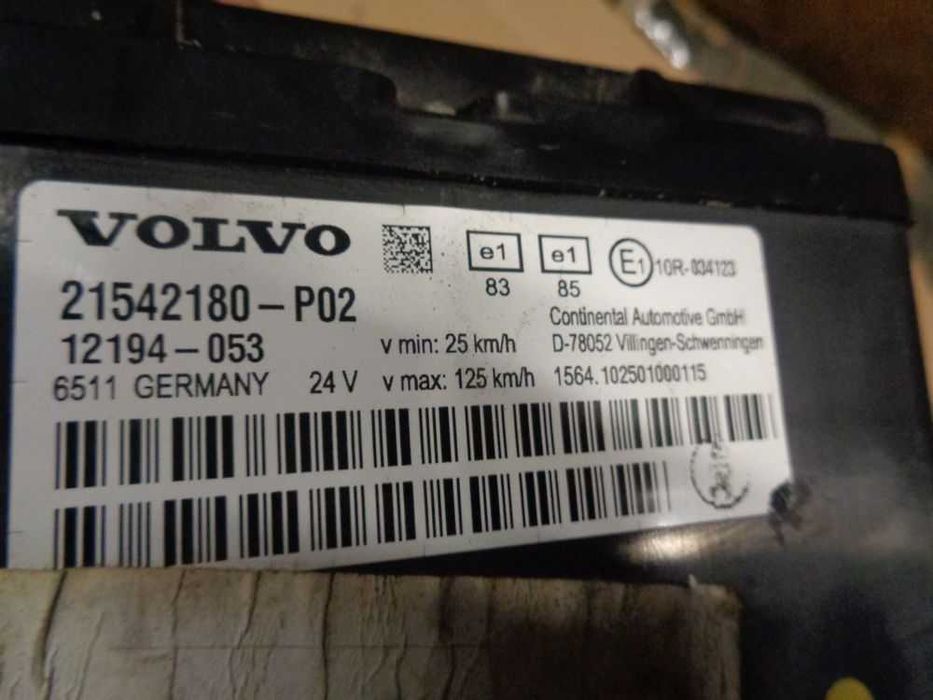 VOLVO
e1 e1 E1 10R-034123
83 85
21542180-P02
Continental Automotive GmbH
12194-053 v min: 25 km/h D-78052 Villingen-Schwenningen
6511 GERMANY 24 V v max: 125 km/h 1564.102501000115